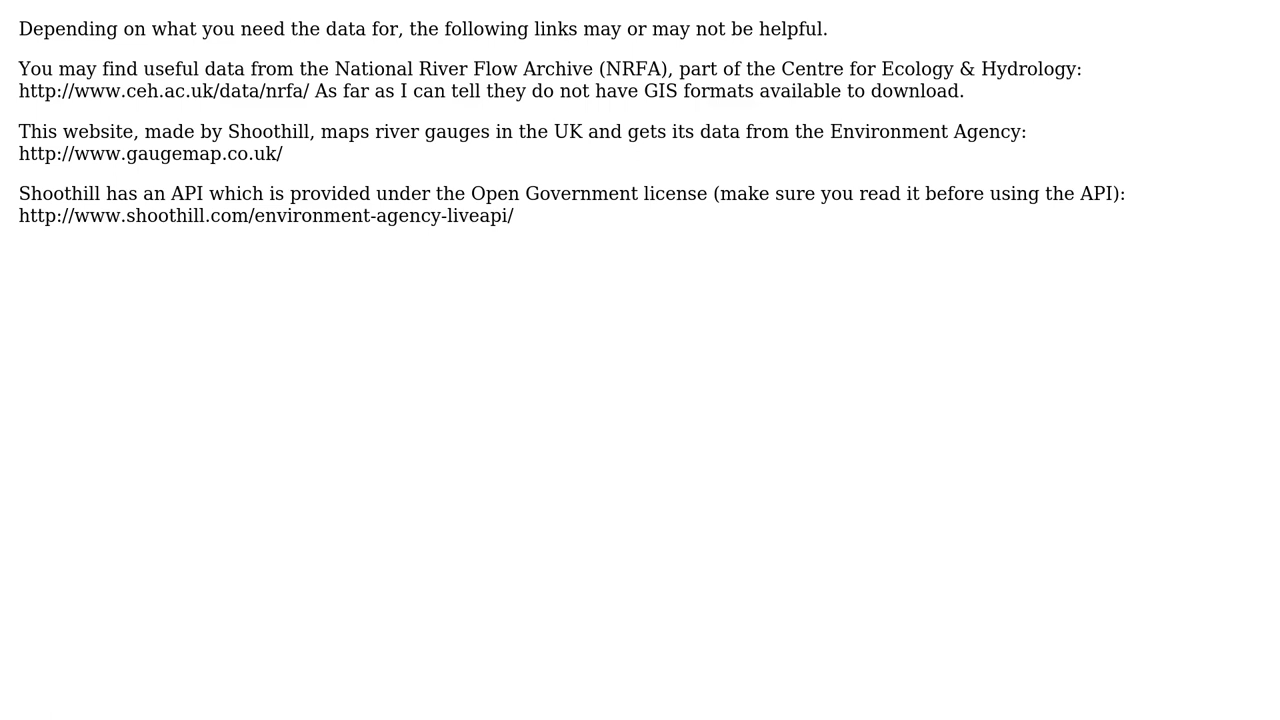 Depending on what you need the data for, the following links may or may not be helpful.
You may find useful data from the National River Flow Archive (NRFA), part of the Centre for Ecology & Hydrology:
http://www.ceh.ac.uk/data/nrfa/ As far as I can tell they do not have GIS formats available to download.
This website, made by Shoothill, maps river gauges in the UK and gets its data from the Environment Agency:
http://www.gaugemap.co.uk/
Shoothill has an API which is provided under the Open Government license (make sure you read it before using the API):
http://www.shoothill.com/environment-agency-liveapi/